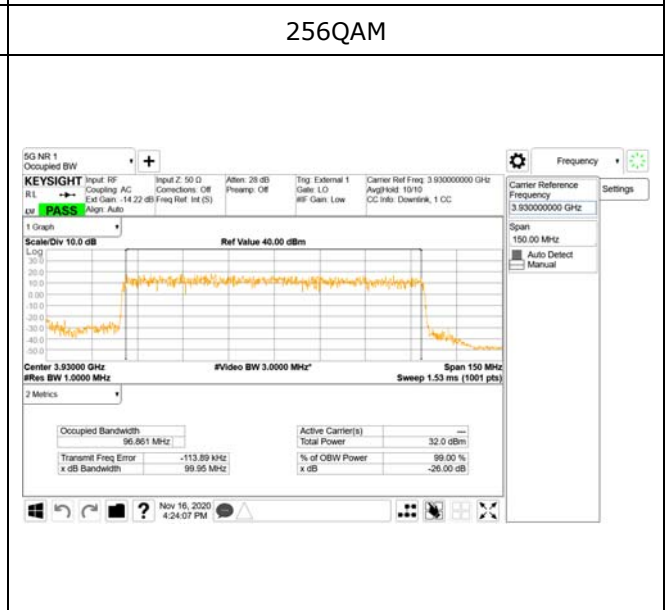 256QAM
5G NR 1
Occupied BW
Frequency
KEYSIGHT
Input: RF
Coupling: AC
Ext Gain: -14.22 dB
Align: Auto
Input Z: 50 Ω
Corrections: Off
Freq Ref: Int (S)
Atten: 28 dB
Preamp: Off
Trig: External 1
Gate: LO
#IF Gain: Low
Carrier Ref Freq: 3.930000000 GHz
Avg|Hold: 10/10
CC Info: Downlink, 1 CC
RL
PASS
Carrier Reference
Frequency
3.930000000 GHz
Settings
Span
150.00 MHz
Auto Detect
Manual
1 Graph
Scale/Div 10.0 dB
Ref Value 40.00 dBm
Log
30.0
20.0
10.0
0.00
-10.0
-20.0
-30.0
-40.0
-50.0
Center 3.93000 GHz
#Video BW 3.0000 MHz*
Span 150 MHz
#Res BW 1.0000 MHz
Sweep 1.53 ms (1001 pts)
2 Metrics
Occupied Bandwidth
96.861 MHz
Active Carrier(s)
---
Total Power
32.0 dBm
Transmit Freq Error
-113.89 kHz
% of OBW Power
99.00 %
x dB Bandwidth
99.95 MHz
x dB
-26.00 dB
?
Nov 16, 2020
4:24:07 PM